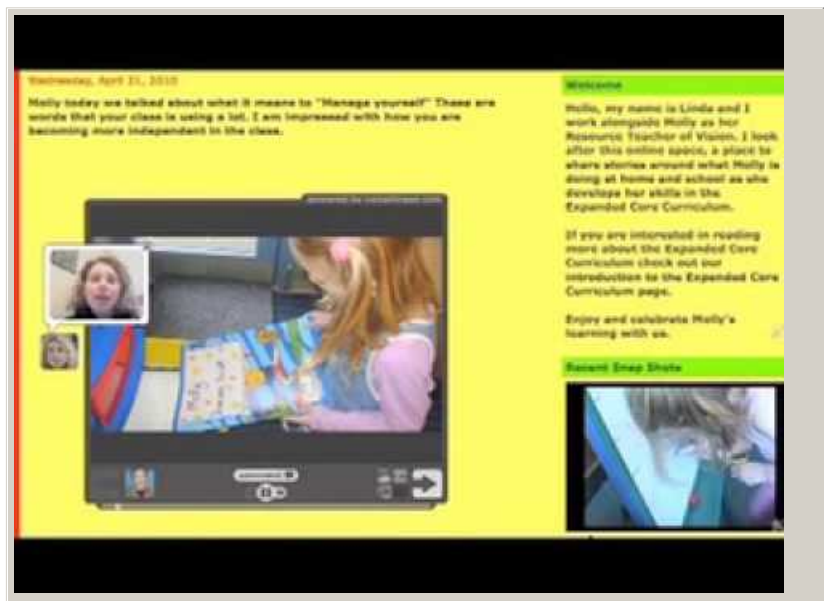 Wednesday, April 21, 2010
Molly today we talked about what it means to "Manage yourself" These are
words that your class is using a lot. I am impressed with how you are
becoming more independent in the class.
Welcome
Hello, my name is Linda and I
work alongside Molly as her
Resource Teacher of Vision. I look
after this online space, a place to
share stories around what Molly is
doing at home and school as she
develops her skills in the
Expanded Core Curriculum.
If you are interested in reading
more about the Expanded Core
Curriculum check out our
introduction to the Expanded Core
Curriculum page.
Enjoy and celebrate Molly's
learning with us.
Recent Snap Shots